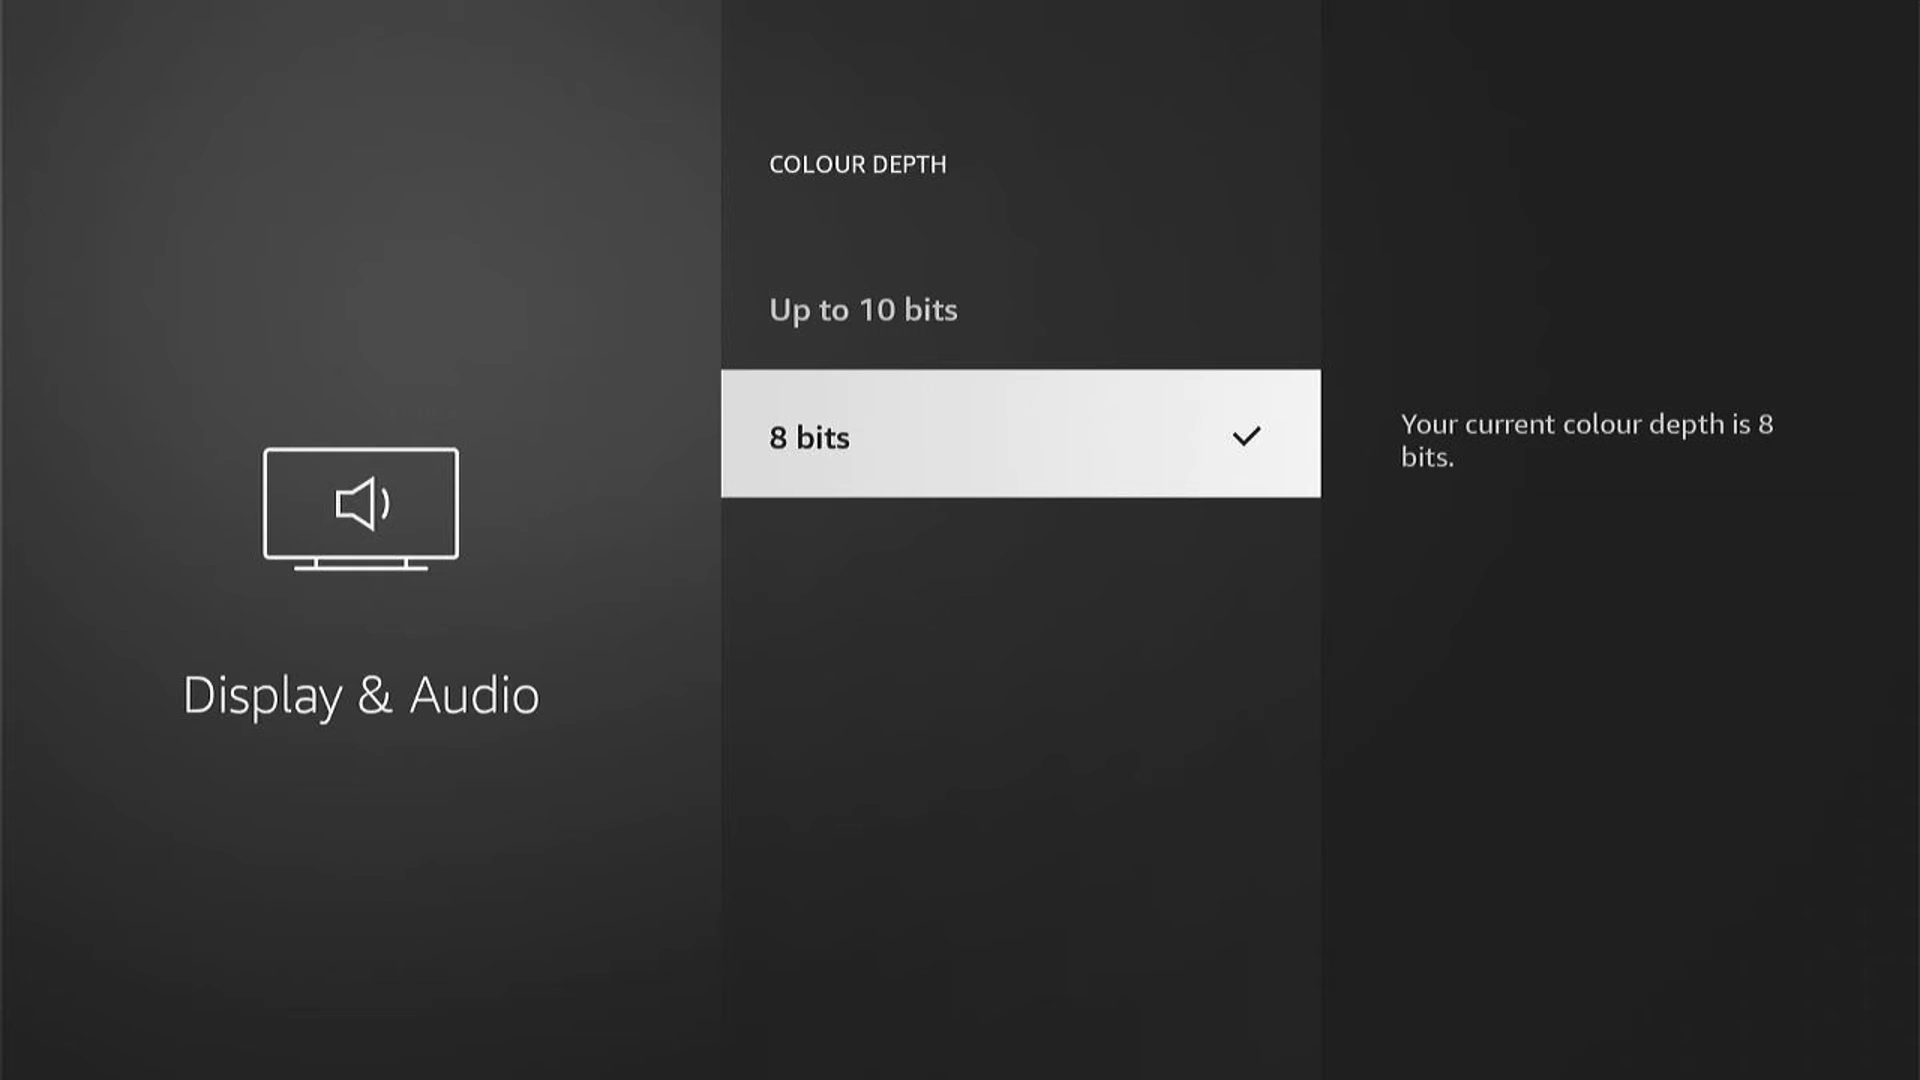 COLOUR DEPTH
Up to 10 bits
8 bits
Your current colour depth is 8
bits.
Display & Audio